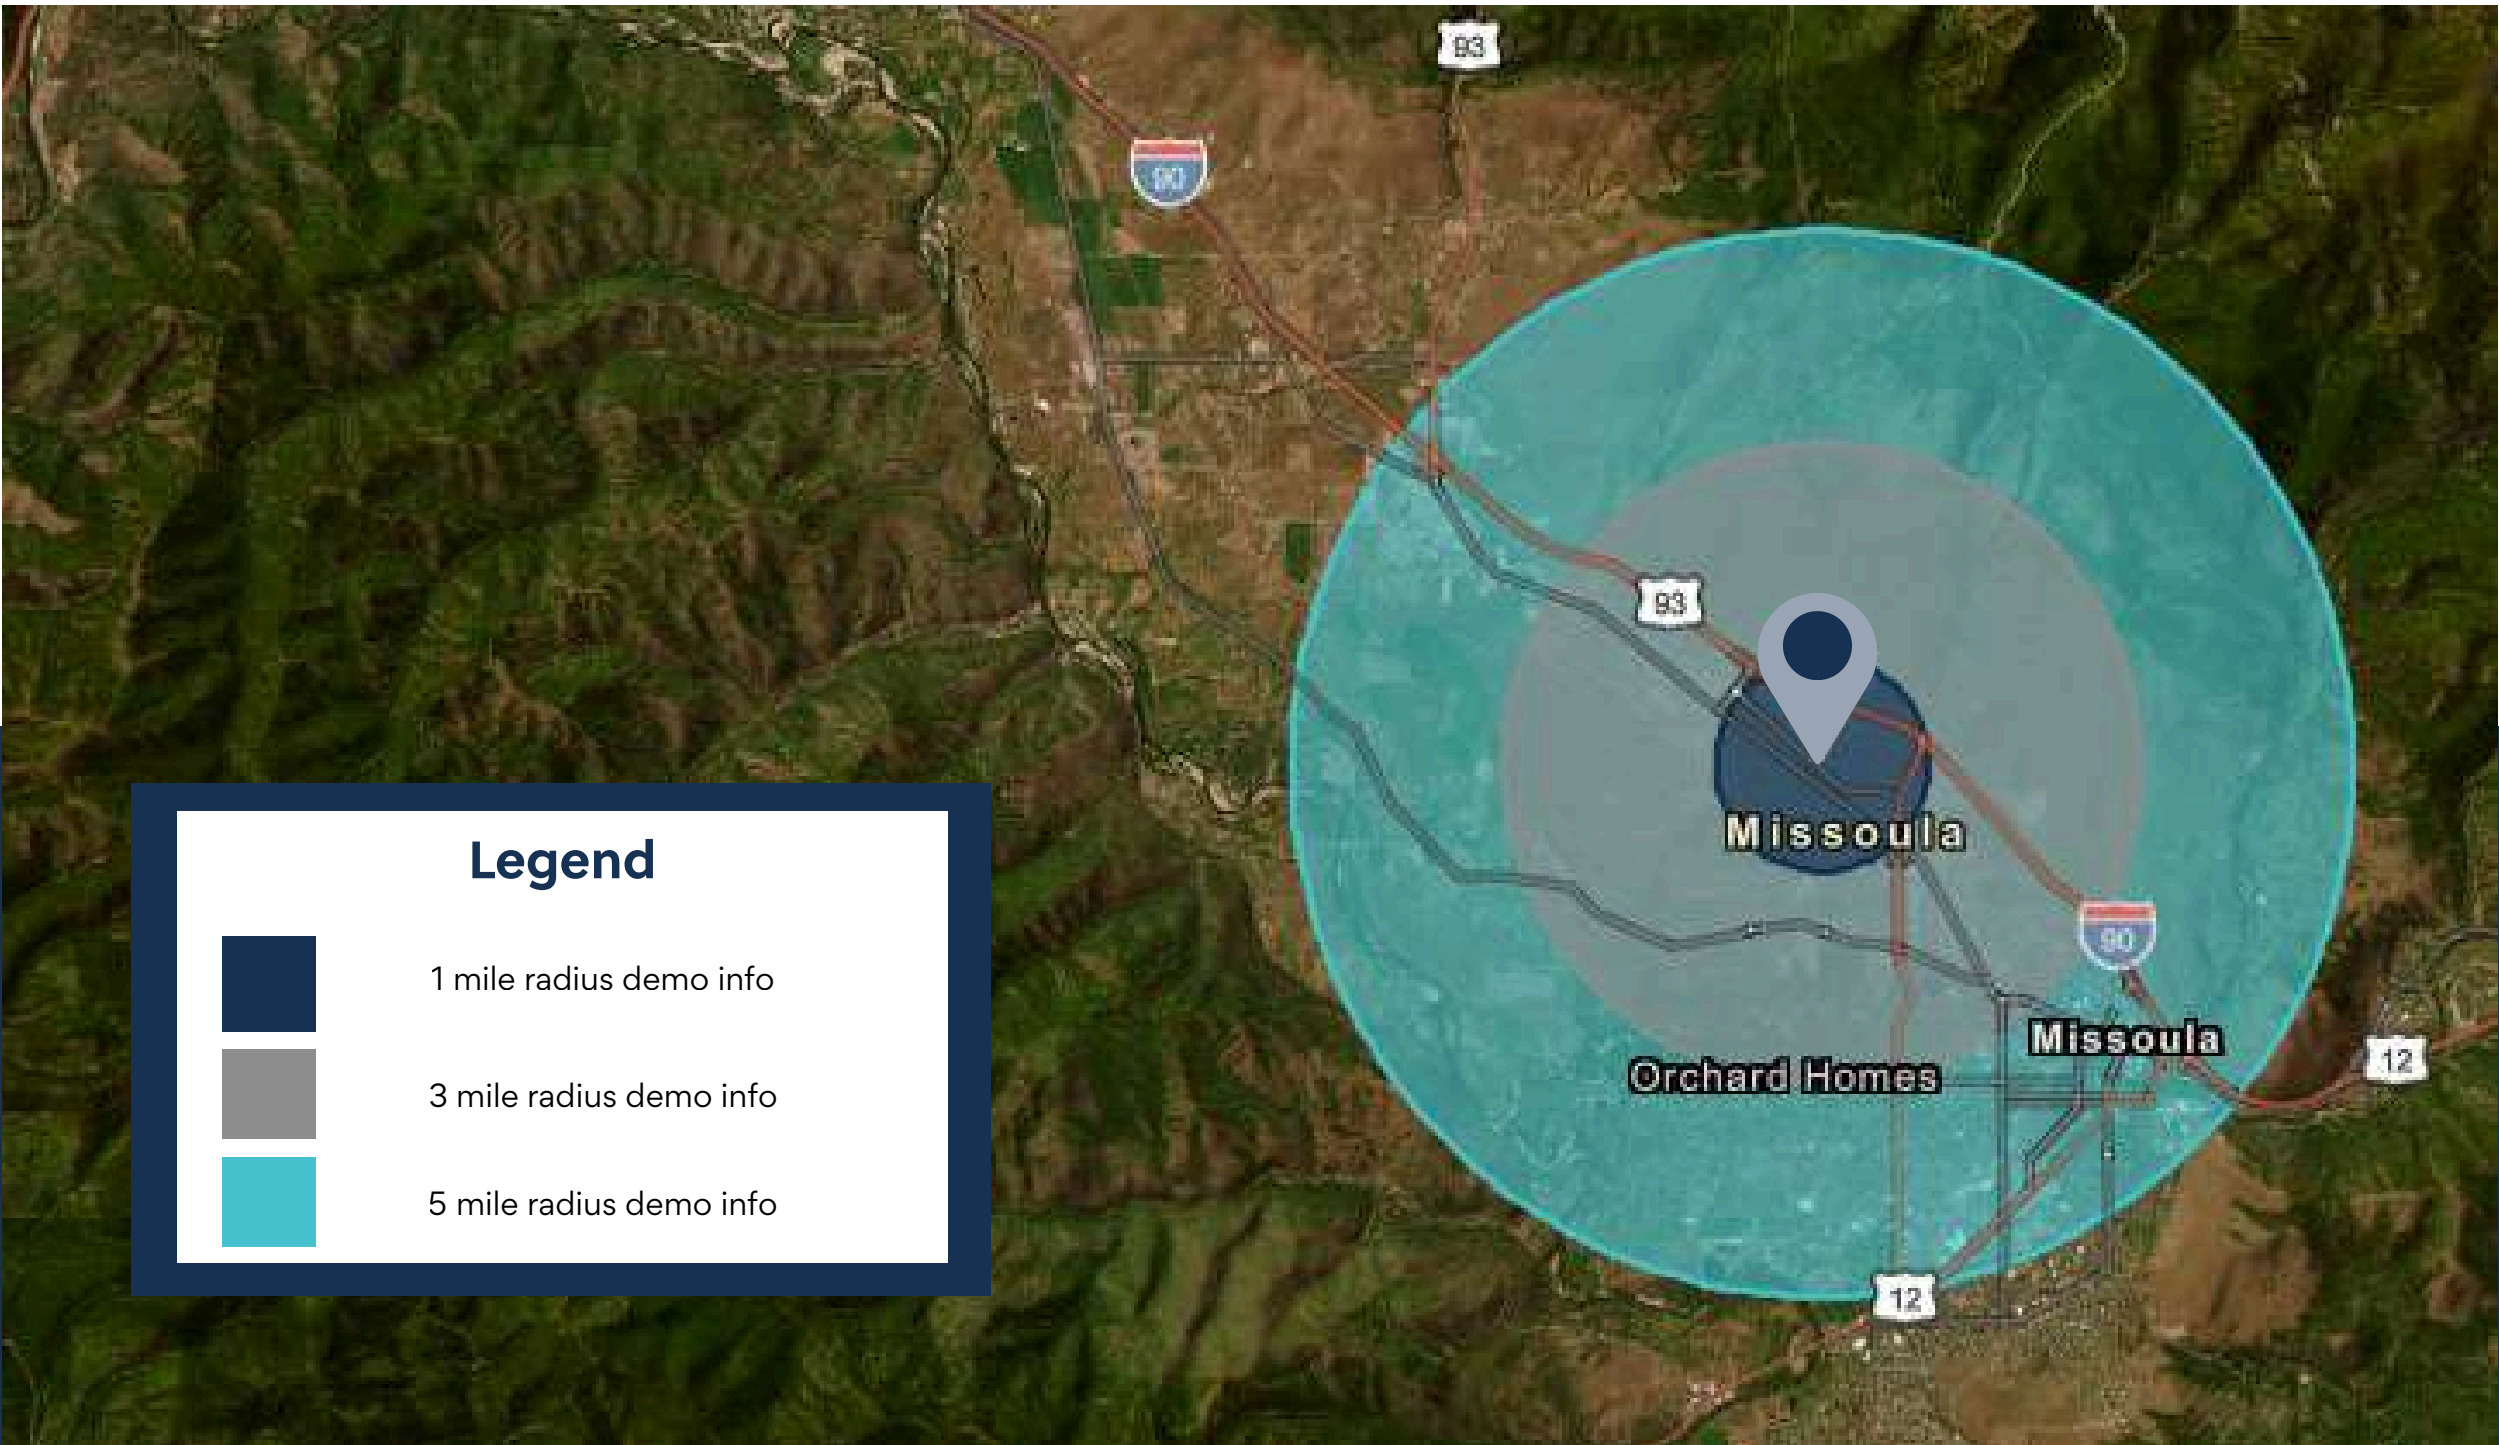 93
90
93
Missoula
90
Missoula
12
Orchard Homes
12
Legend
1 mile radius demo info
3 mile radius demo info
5 mile radius demo info